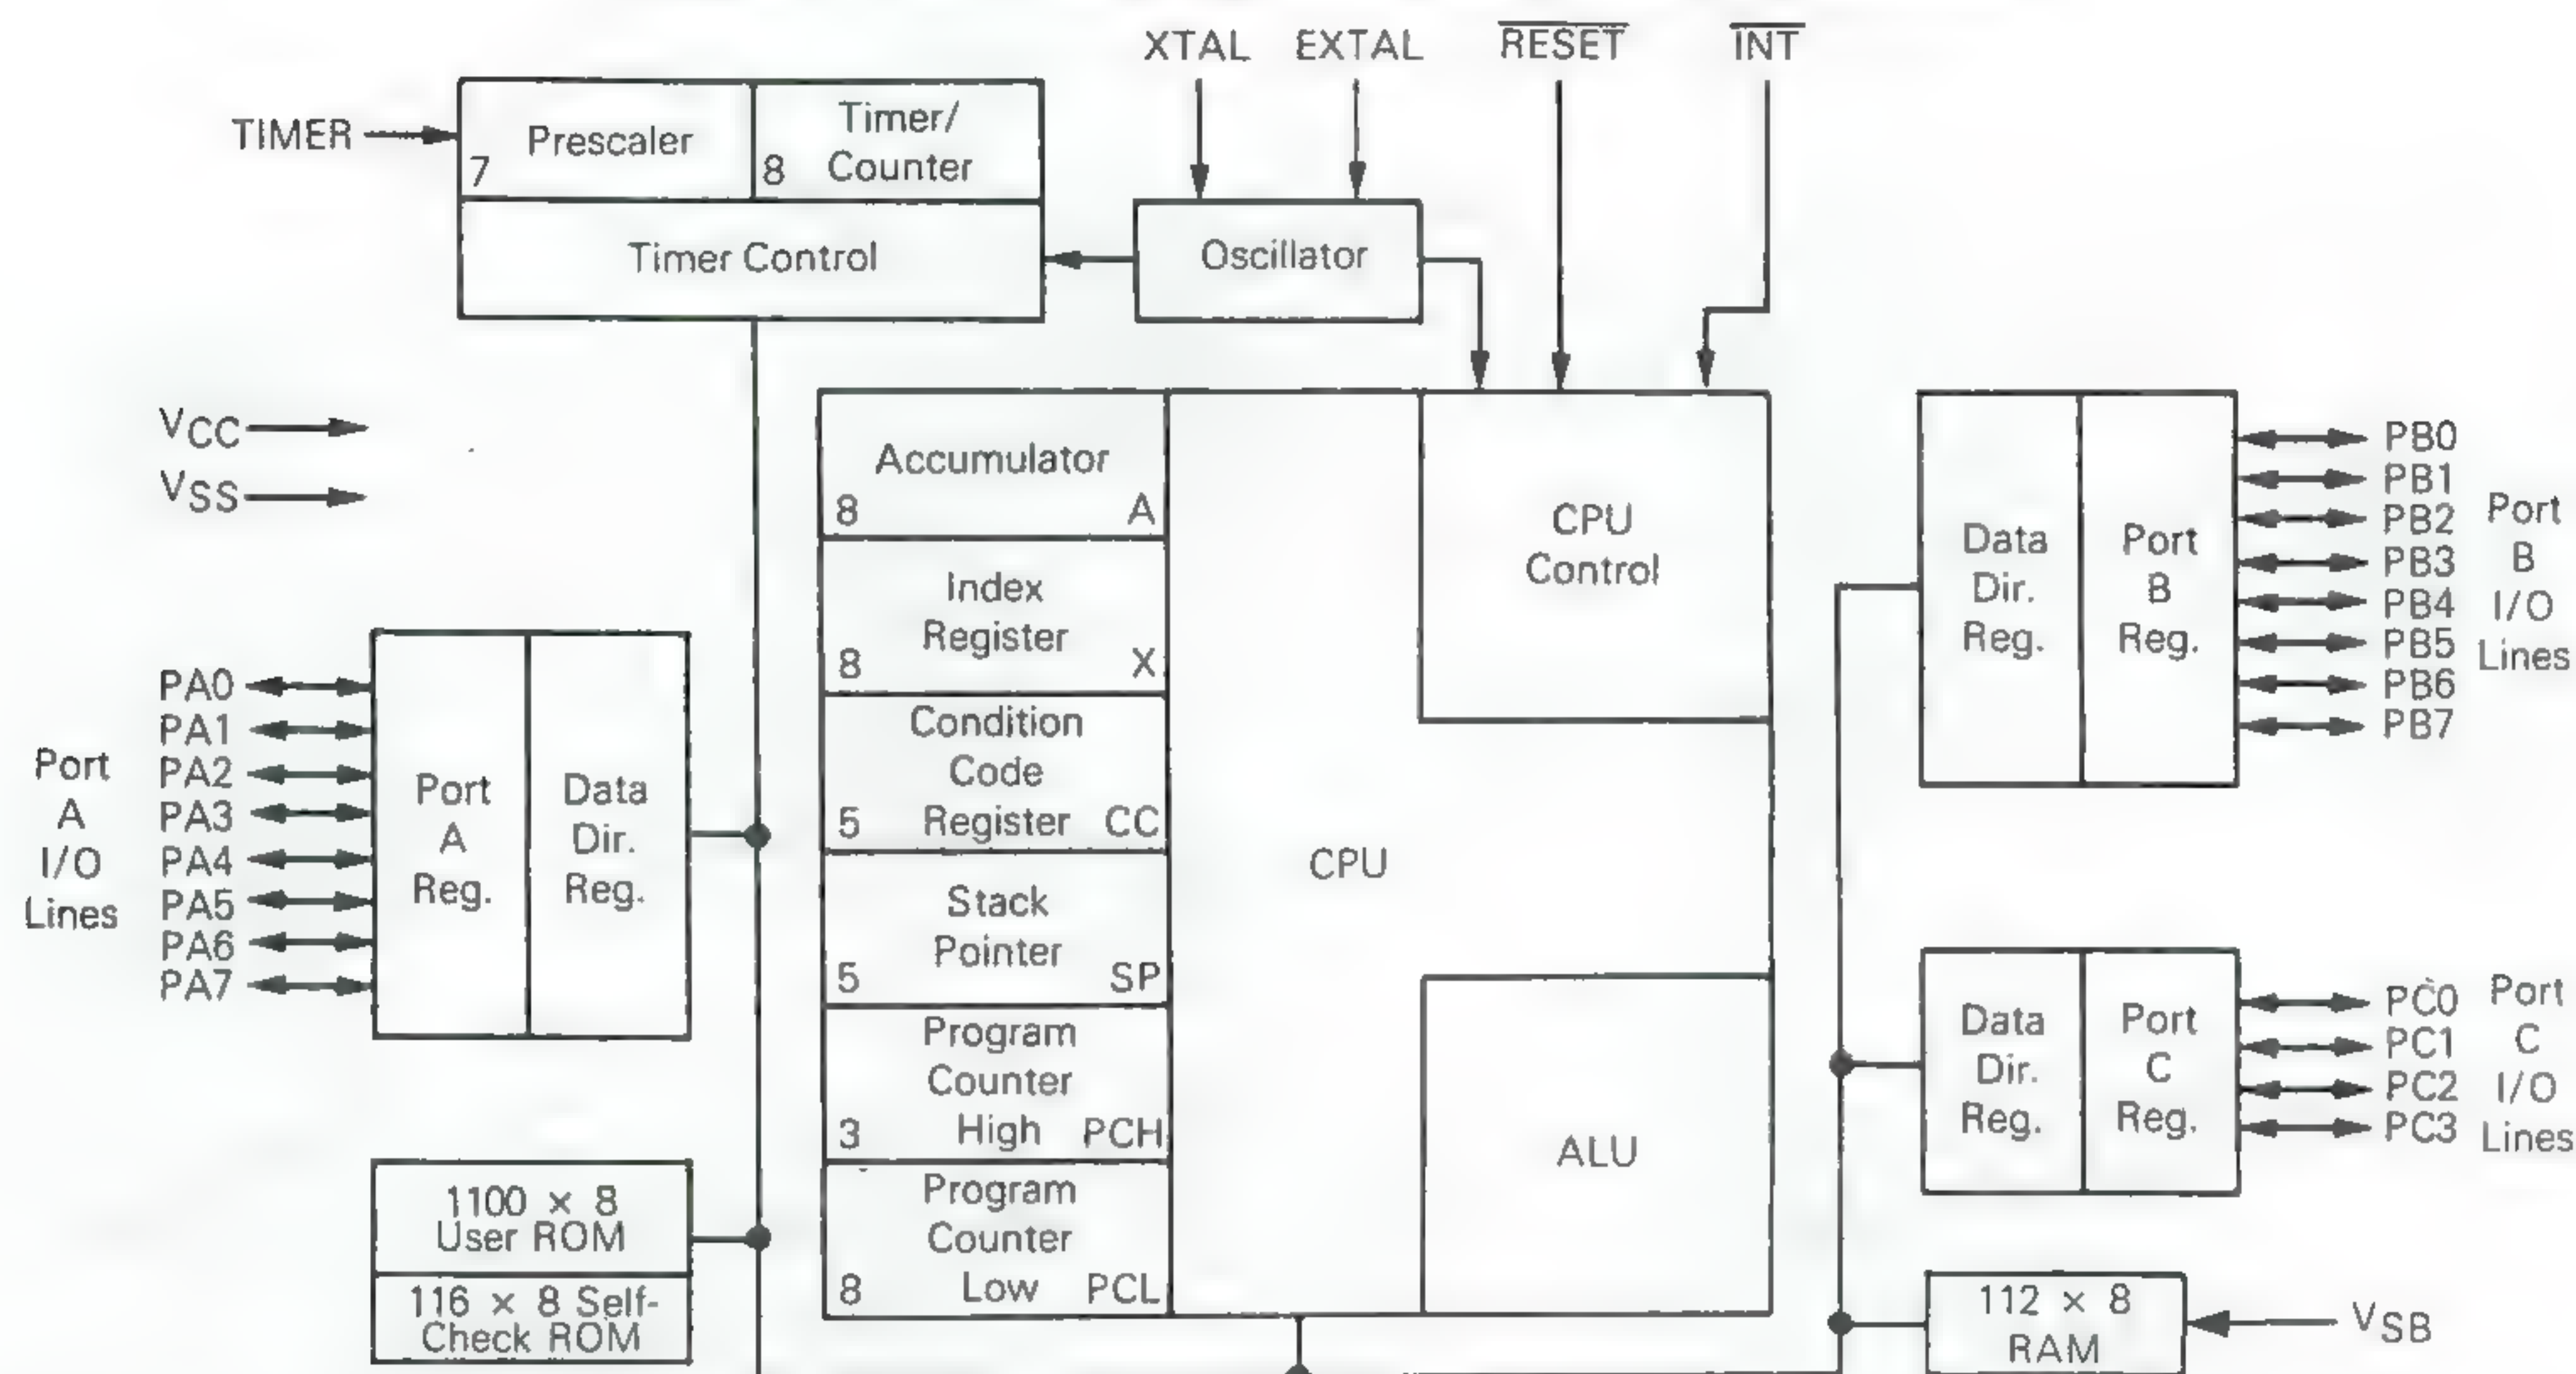 XTAL EXTAL RESET INT
TIMER
Prescaler
7
Timer/
Counter
8
Timer Control
Oscillator
VCC
VSS
Accumulator
8 A
Index
Register
8 X
Condition
Code
Register
5 CC
Stack
Pointer
5 SP
Program
Counter
High
3 PCH
Program
Counter
Low
8 PCL
CPU
Control
CPU
ALU
Port
A
I/O
Lines
PA0
PA1
PA2
PA3
PA4
PA5
PA6
PA7
Port
A
Reg.
Data
Dir.
Reg.
1100 × 8
User ROM
116 × 8 Self-
Check ROM
Data
Dir.
Reg.
Port
B
Reg.
PB0
PB1
PB2
PB3
PB4
PB5
PB6
PB7
Port
B
I/O
Lines
Data
Dir.
Reg.
Port
C
Reg.
PC0
PC1
PC2
PC3
Port
C
I/O
Lines
112 × 8
RAM
VSB